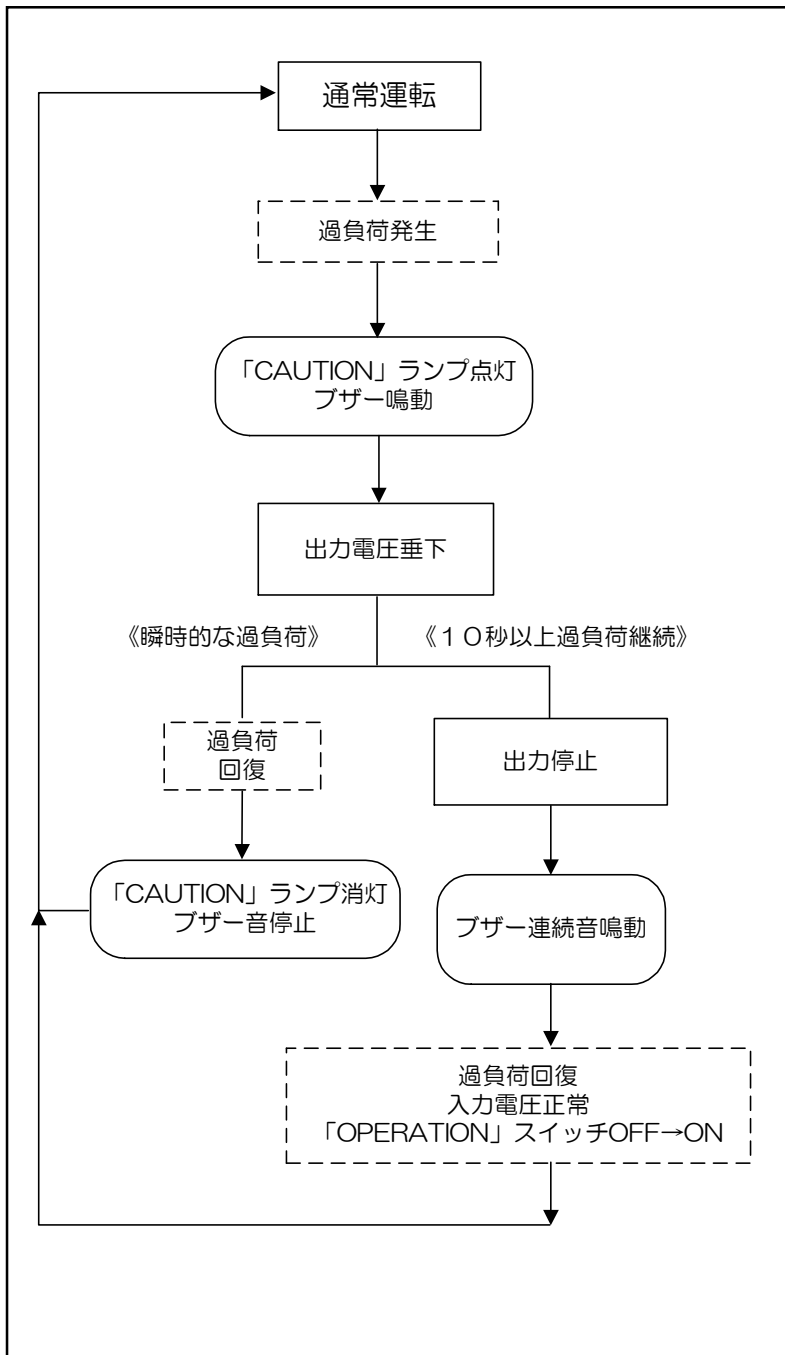 通常運転
過負荷発生
「CAUTION」ランプ点灯
ブザー鳴動
出力電圧垂下
《瞬時的な過負荷》
《１０秒以上過負荷継続》
過負荷
回復
出力停止
「CAUTION」ランプ消灯
ブザー音停止
ブザー連続音鳴動
過負荷回復
入力電圧正常
「OPERATION」スイッチOFF→ON